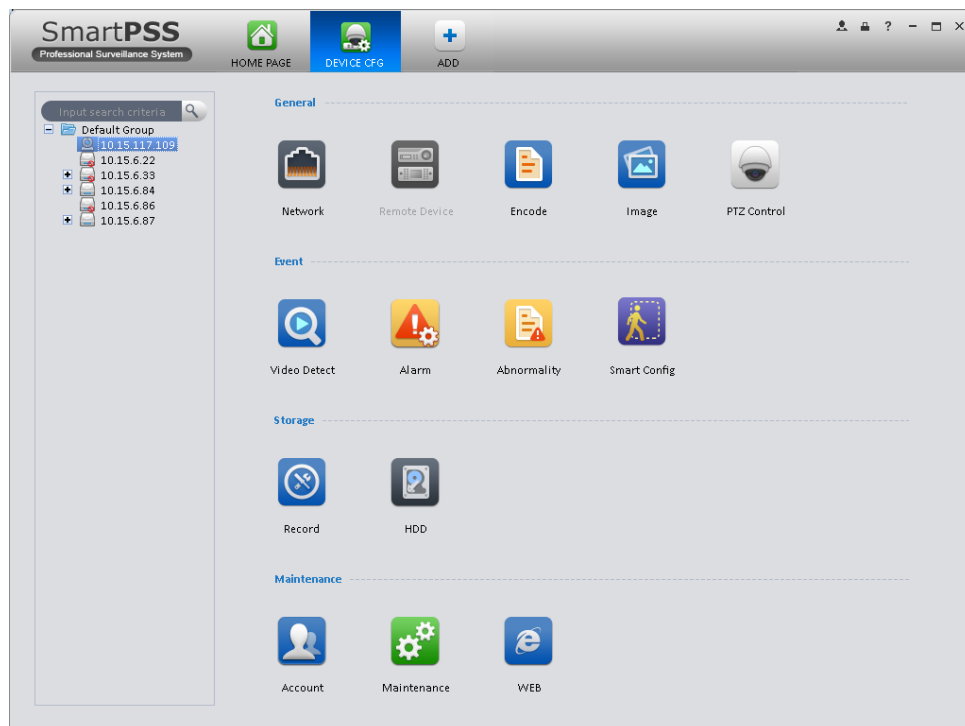 SmartPSS
Professional Surveillance System
HOME PAGE
DEVICE CFG
ADD
?
Input search criteria
Default Group
10.15.117.109
10.15.6.22
10.15.6.33
10.15.6.84
10.15.6.86
10.15.6.87
General
Network
Remote Device
Encode
Image
PTZ Control
Event
Video Detect
Alarm
Abnormality
Smart Config
Storage
Record
HDD
Maintenance
Account
Maintenance
WEB